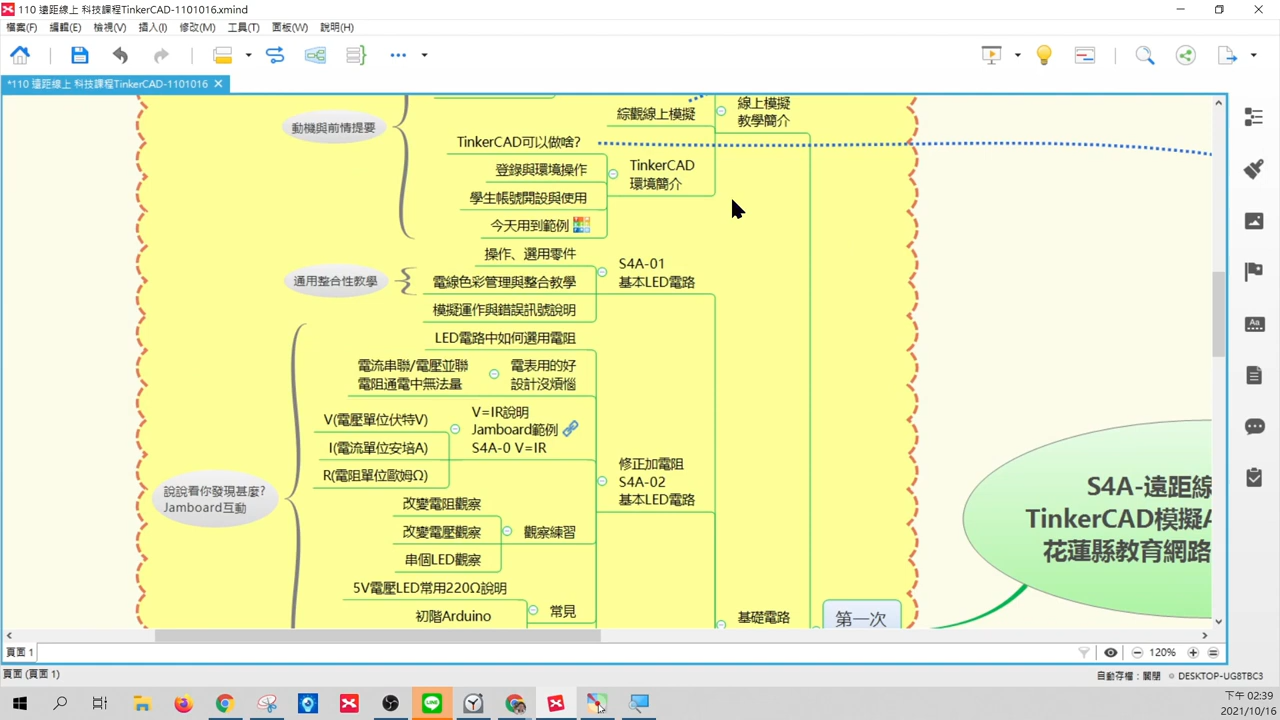 110 遠距線上 科技課程TinkerCAD-1101016.xmind
檔案(F) 編輯(E) 檢視(V) 插入(I) 修改(M) 工具(T) 面板(W) 說明(H)
*110 遠距線上 科技課程TinkerCAD-1101016
動機與前情提要
綜觀線上模擬
線上模擬
教學簡介
TinkerCAD可以做啥?
登錄與環境操作
學生帳號開設與使用
今天用到範例
TinkerCAD
環境簡介
通用整合性教學
操作、選用零件
電線色彩管理與整合教學
模擬運作與錯誤訊號說明
S4A-01
基本LED電路
LED電路中如何選用電阻
電流串聯/電壓並聯
電阻通電中無法量
電表用的好
設計沒煩惱
V(電壓單位伏特V)
I(電流單位安培A)
R(電阻單位歐姆Ω)
V=IR說明
Jamboard範例
S4A-0 V=IR
說說看你發現甚麼?
Jamboard互動
改變電阻觀察
改變電壓觀察
串個LED觀察
觀察練習
修正加電阻
S4A-02
基本LED電路
5V電壓LED常用220Ω說明
初階Arduino
常見
基礎電路
第一次
S4A-遠距線
TinkerCAD模擬A
花蓮縣教育網路
頁面 1
120%
頁面 (頁面 1)
自動存檔：關閉
DESKTOP-UG8TBC3
下午 02:39
2021/10/16